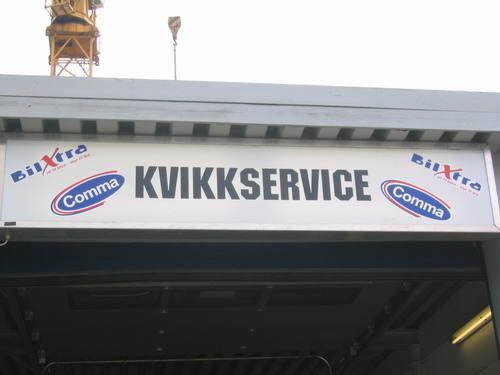 BilXtra
Comma
KVIKKSERVICE
BilXtra
Comma